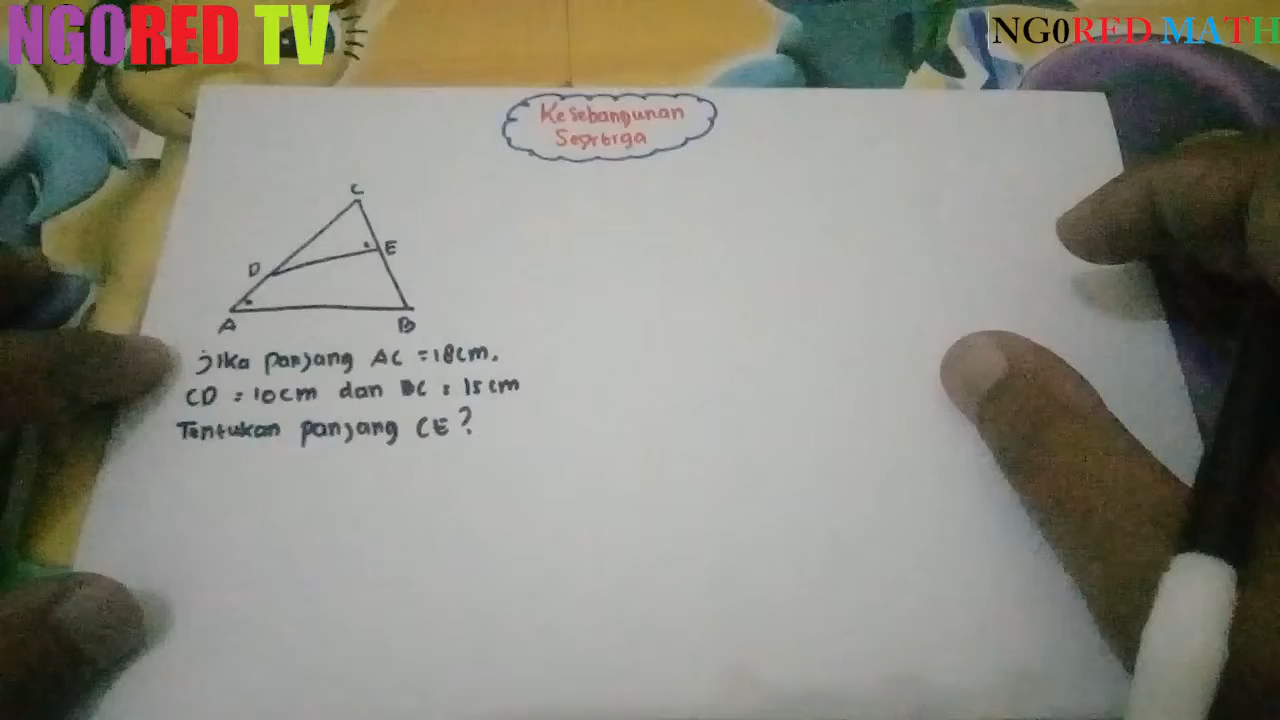 NGORED TV
NG0RED MATH
Kesebangunan
Segitiga
C
D
E
A
B
Jika panjang AC = 18cm.
CD = 10cm dan BC = 15cm
Tentukan panjang CE?